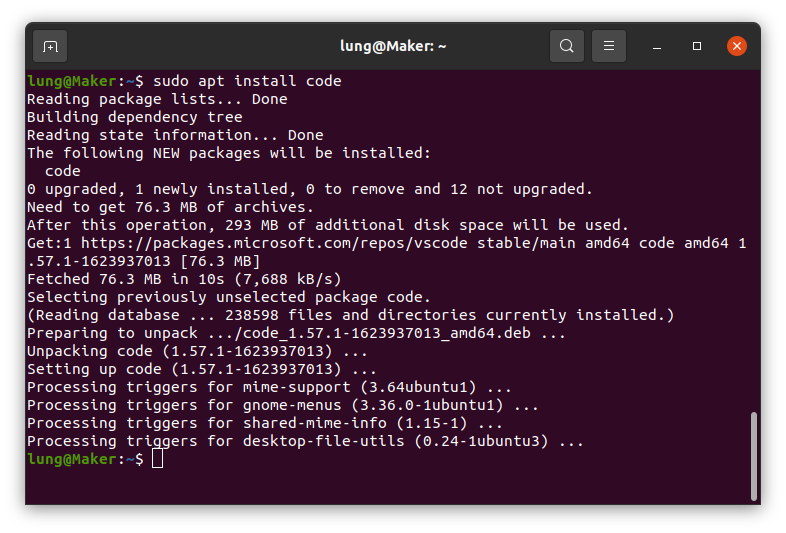 lung@Maker: ~
lung@Maker:~$ sudo apt install code
Reading package lists... Done
Building dependency tree
Reading state information... Done
The following NEW packages will be installed:
  code
0 upgraded, 1 newly installed, 0 to remove and 12 not upgraded.
Need to get 76.3 MB of archives.
After this operation, 293 MB of additional disk space will be used.
Get:1 https://packages.microsoft.com/repos/vscode stable/main amd64 code amd64 1
.57.1-1623937013 [76.3 MB]
Fetched 76.3 MB in 10s (7,688 kB/s)
Selecting previously unselected package code.
(Reading database ... 238598 files and directories currently installed.)
Preparing to unpack .../code_1.57.1-1623937013_amd64.deb ...
Unpacking code (1.57.1-1623937013) ...
Setting up code (1.57.1-1623937013) ...
Processing triggers for mime-support (3.64ubuntu1) ...
Processing triggers for gnome-menus (3.36.0-1ubuntu1) ...
Processing triggers for shared-mime-info (1.15-1) ...
Processing triggers for desktop-file-utils (0.24-1ubuntu3) ...
lung@Maker:~$